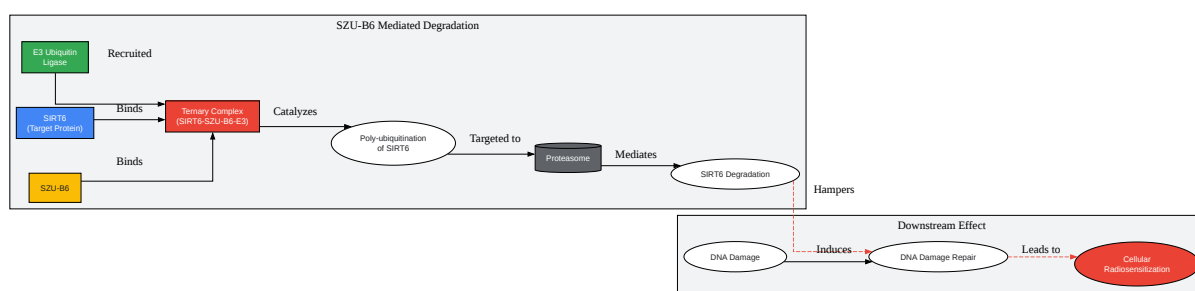 SZU-B6 Mediated Degradation
E3 Ubiquitin
Ligase
Recruited
SIRT6
(Target Protein)
Binds
Ternary Complex
(SIRT6-SZU-B6-E3)
Catalyzes
Poly-ubiquitination
of SIRT6
Targeted to
Proteasome
Mediates
SIRT6 Degradation
Binds
SZU-B6
Hampers
Downstream Effect
DNA Damage
Induces
DNA Damage Repair
Leads to
Cellular
Radiosensitization